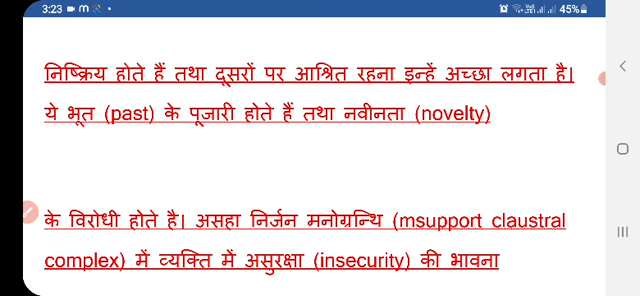 3:23 m 45%
निष्क्रिय होते हैं तथा दूसरों पर आश्रित रहना इन्हें अच्छा लगता है।
ये भूत (past) के पूजारी होते हैं तथा नवीनता (novelty)
के विरोधी होते है। असहा निर्जन मनोग्रन्थि (msupport claustral
complex) में व्यक्ति में असुरक्षा (insecurity) की भावना